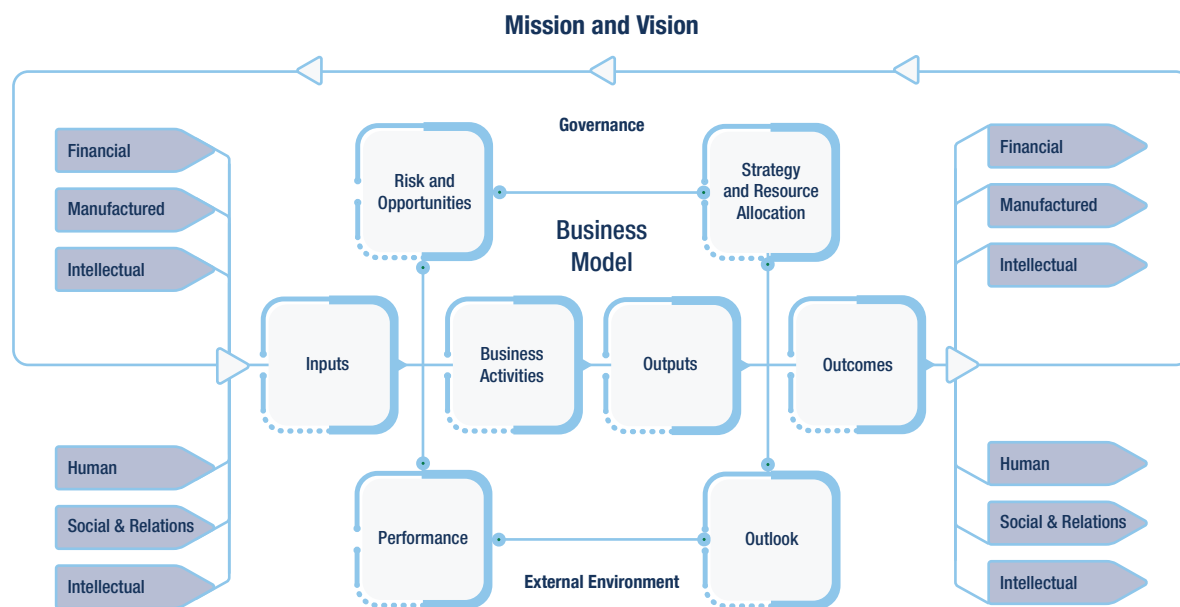 Mission and Vision
Governance
Financial
Manufactured
Intellectual
Risk and
Opportunities
Strategy
and Resource
Allocation
Financial
Manufactured
Intellectual
Business
Model
Inputs
Business
Activities
Outputs
Outcomes
Human
Social & Relations
Intellectual
Performance
Outlook
Human
Social & Relations
Intellectual
External Environment